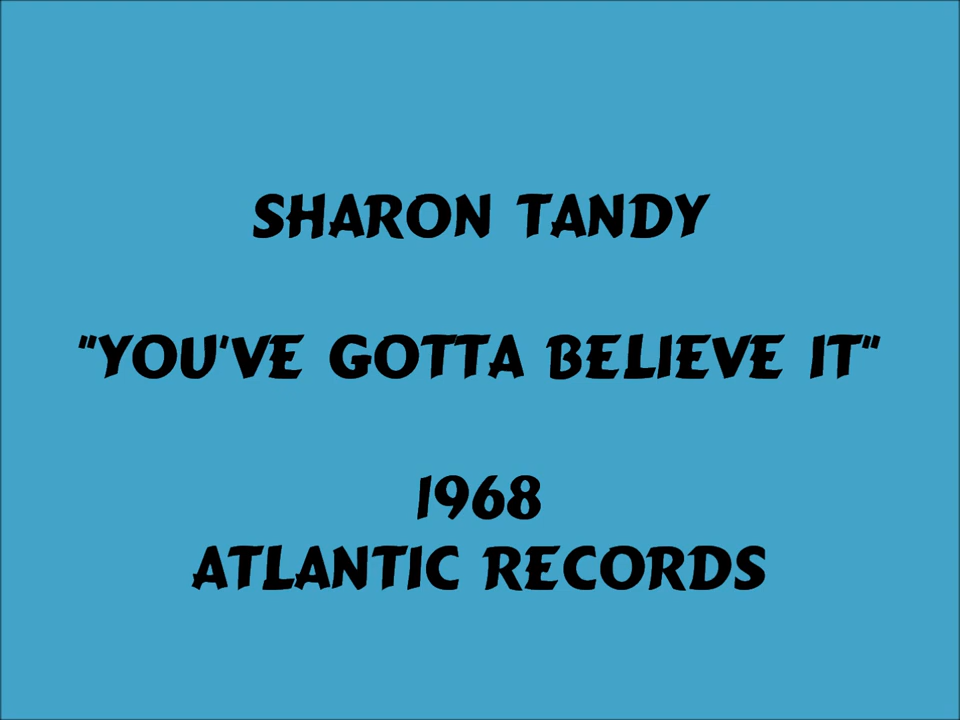 SHARON TANDY
"YOU'VE GOTTA BELIEVE IT"
1968
ATLANTIC RECORDS